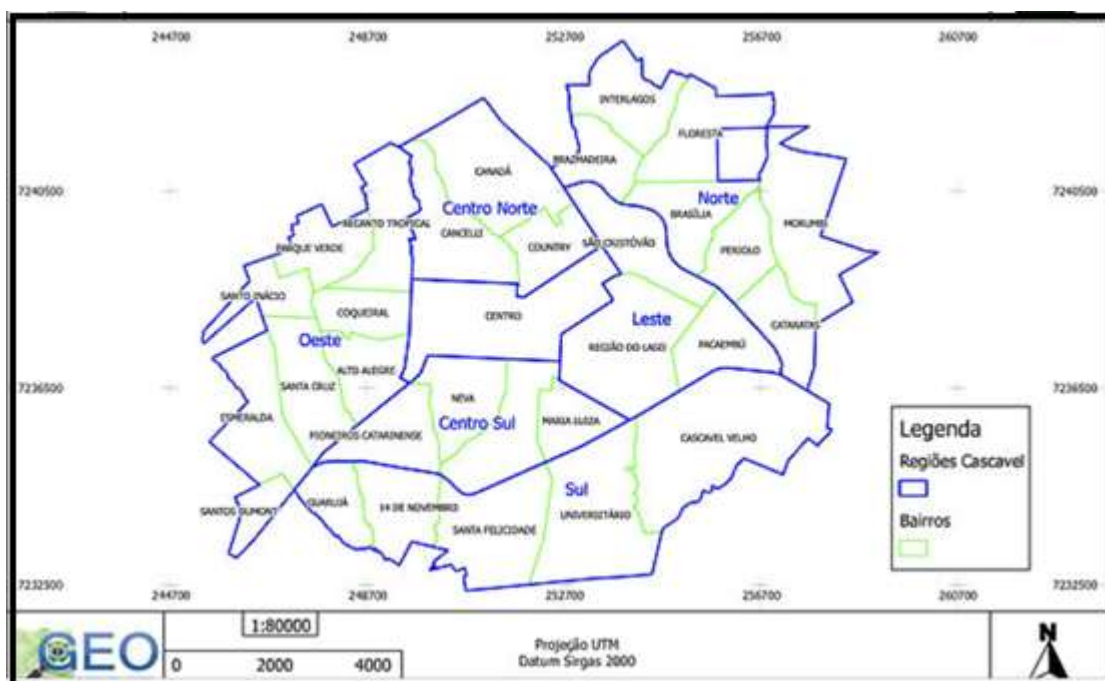 244700 248700 252700 256700 260700
INTERLAGOS
FLORESTA
BRAZMADEIRA
CANADÁ
7240500 7240500
Centro Norte
Norte
BRASÍLIA
RECANTO TROPICAL
MORUMBI
CANCELLI
PARQUE VERDE
COUNTRY
SÃO CRISTÓVÃO
PERIOLO
SANTO INÁCIO
COQUEIRAL
CENTRO
Leste
CATARATAS
Oeste
REGIÃO DO LAGO
PACAEMBÚ
ALTO ALEGRE
SANTA CRUZ
7236500 7236500
NEVA
ESMERALDA
Centro Sul
MARIA LUIZA
PIONEIROS CATARINENSE
CASCAVEL VELHO
Legenda
Regiões Cascavel
Bairros
Sul
GUARUJÁ
14 DE NOVEMBRO
SANTOS DUMONT
UNIVERSITÁRIO
SANTA FELICIDADE
7232500 7232500
244700 248700 252700 256700 260700
GEO
1:80000
0 2000 4000
Projeção UTM
Datum Sirgas 2000
N